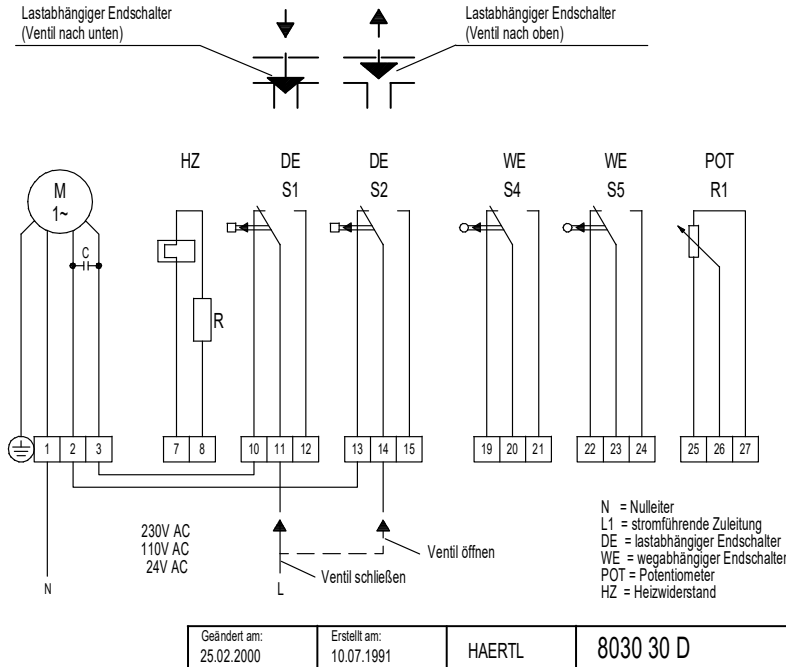 Lastabhängiger Endschalter
(Ventil nach unten)
Lastabhängiger Endschalter
(Ventil nach oben)
HZ
DE
DE
WE
WE
POT
S1
S2
S4
S5
R1
M
1~
C
R
1 2 3
7 8
10 11 12
13 14 15
19 20 21
22 23 24
25 26 27
230V AC
110V AC
24V AC
Ventil öffnen
Ventil schließen
N
L
N = Nulleiter
L1 = stromführende Zuleitung
DE = lastabhängiger Endschalter
WE = wegabhängiger Endschalter
POT = Potentiometer
HZ = Heizwiderstand
Geändert am:
25.02.2000
Erstellt am:
10.07.1991
HAERTL
8030 30 D